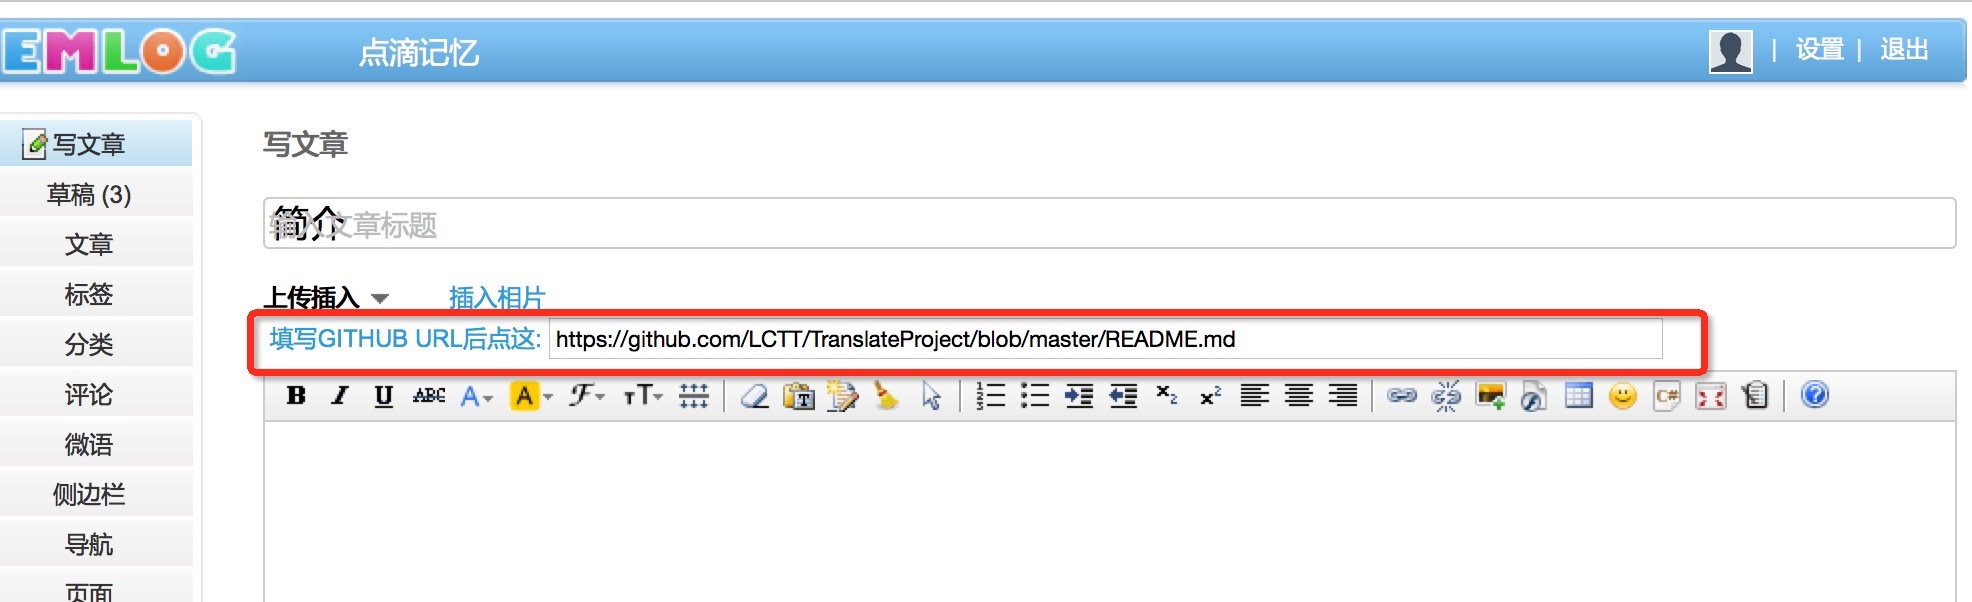 EMLOG 点滴记忆 | 设置 | 退出
写文章
草稿 (3)
文章
标签
分类
评论
微语
侧边栏
导航
页面
写文章
简介
输入文章标题
上传插入 插入相片
填写GITHUB URL后点这: https://github.com/LCTT/TranslateProject/blob/master/README.md
B I U ABC A A F TT T x₂ x² C#